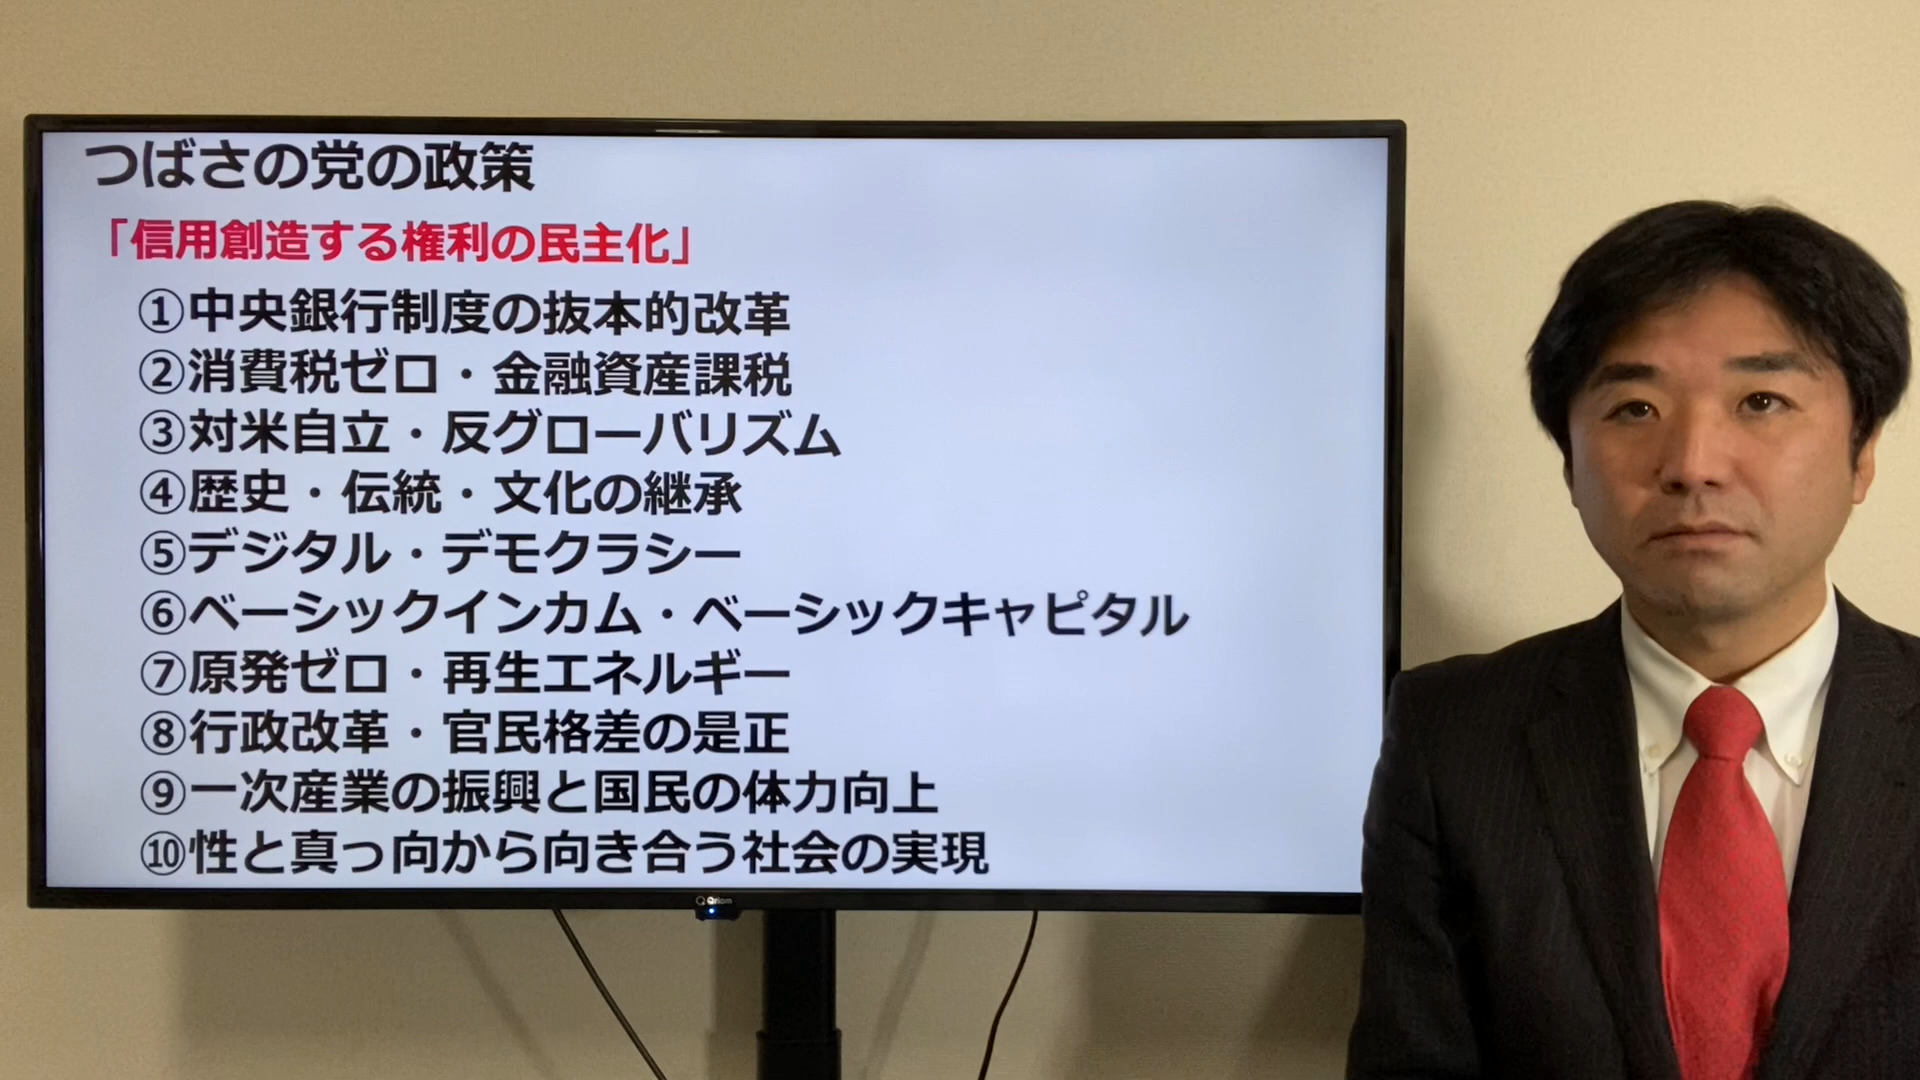 つばさの党の政策
「信用創造する権利の民主化」
①中央銀行制度の抜本的改革
②消費税ゼロ・金融資産課税
③対米自立・反グローバリズム
④歴史・伝統・文化の継承
⑤デジタル・デモクラシー
⑥ベーシックインカム・ベーシックキャピタル
⑦原発ゼロ・再生エネルギー
⑧行政改革・官民格差の是正
⑨一次産業の振興と国民の体力向上
⑩性と真っ向から向き合う社会の実現
Qriom